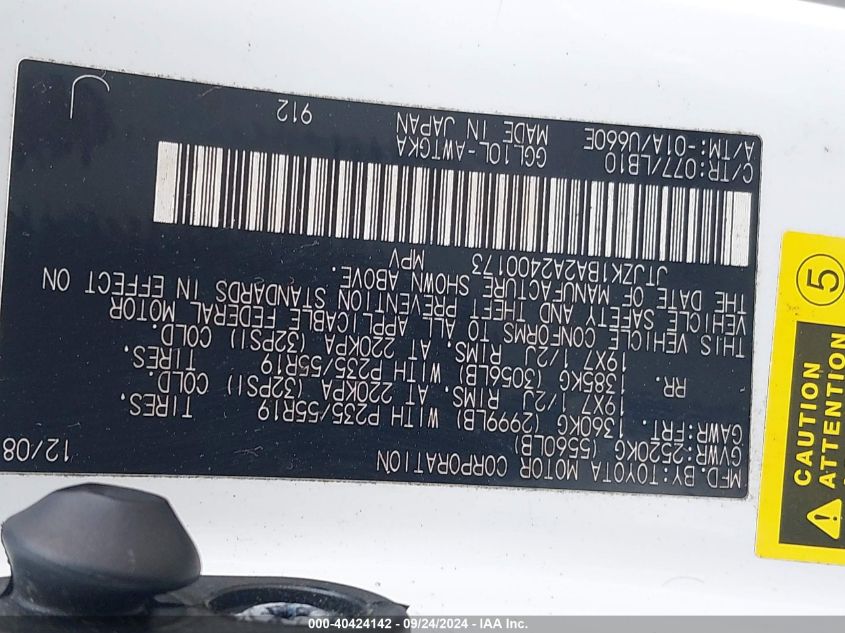 MFD. BY: TOYOTA MOTOR CORPORATION 12/08
GVWR: 2520KG (5560LB)
GAWR: FRT. 1360KG (2999LB) WITH P235/55R19 TIRES.
19X7 1/2J RIMS. AT 220KPA (32PSI) COLD.
RR. 1385KG (3056LB) WITH P235/55R19 TIRES.
19X7 1/2J RIMS. AT 220KPA (32PSI) COLD.
THIS VEHICLE CONFORMS TO ALL APPLICABLE FEDERAL MOTOR
VEHICLE SAFETY AND THEFT PREVENTION STANDARDS IN EFFECT ON
THE DATE OF MANUFACTURE SHOWN ABOVE.
JTJZK1BA2A2400173 MPV
C/TR: 077/LB10 GGL10L-AWTGKA
A/TM: -01A/U660E MADE IN JAPAN 912
J
5
CAUTION
ATTENTION
000-40424142 - 09/24/2024 - IAA Inc.